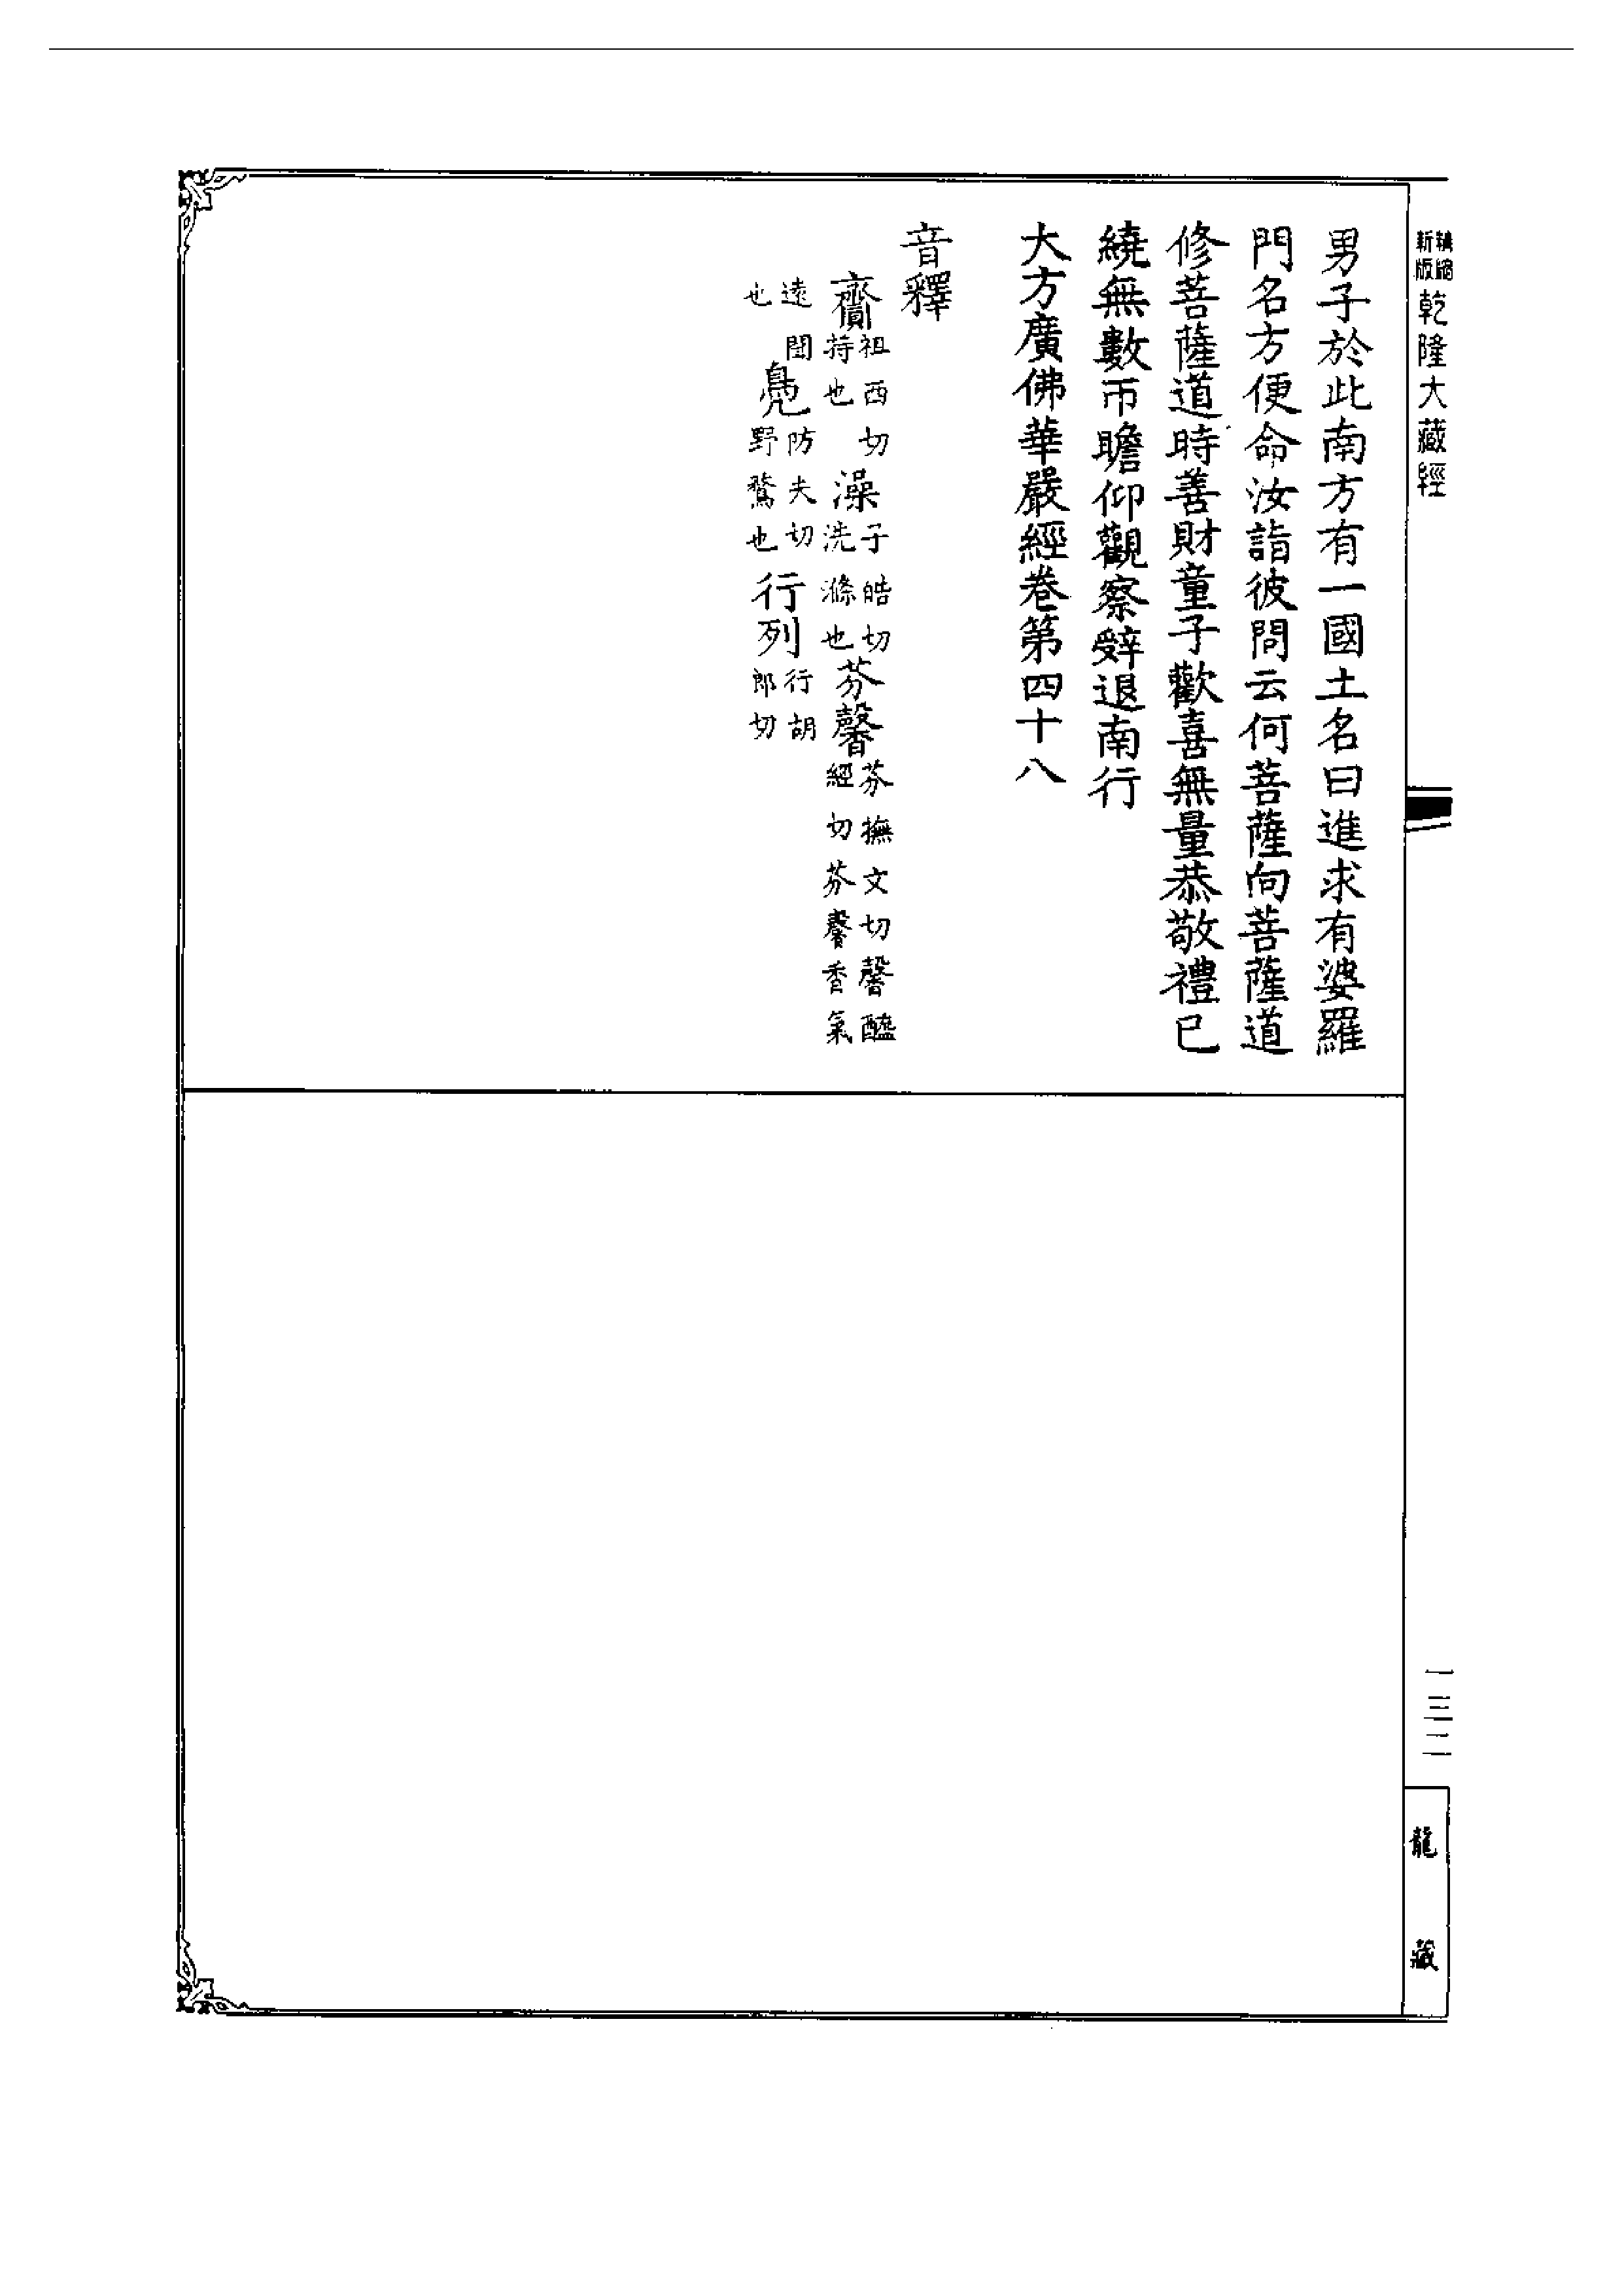 新編
版縮
乾隆大藏經
男子於此南方有一國土名曰進求有婆羅
門名方便命汝詣彼問云何菩薩向菩薩道
修菩薩道時善財童子歡喜無量恭敬禮已
繞無數帀瞻仰觀察辤退南行
大方廣佛華嚴經卷第四十八
音釋
齎祖西切持也 澡子皓切洗滌也 芬馨芬撫文切馨醯經切芬馨香氣
遠聞也 鳧防夫切野鶩也 行列行胡郎切
一三二
龍藏